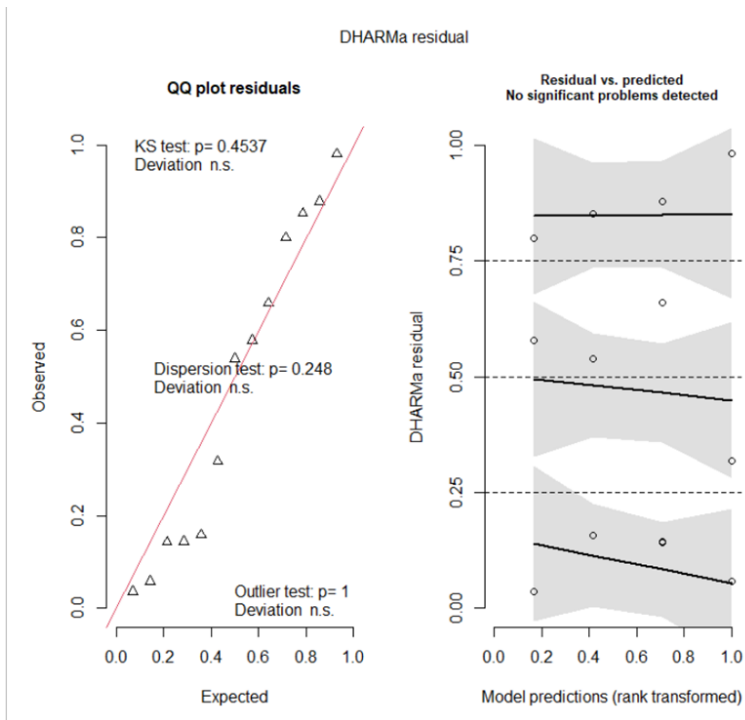 DHARMa residual
QQ plot residuals
KS test: p= 0.4537
Deviation n.s.
Dispersion test: p= 0.248
Deviation n.s.
Outlier test: p= 1
Deviation n.s.
Observed
0.0 0.2 0.4 0.6 0.8 1.0
0.0 0.2 0.4 0.6 0.8 1.0
Expected
Residual vs. predicted
No significant problems detected
DHARMa residual
0.00 0.25 0.50 0.75 1.00
0.0 0.2 0.4 0.6 0.8 1.0
Model predictions (rank transformed)